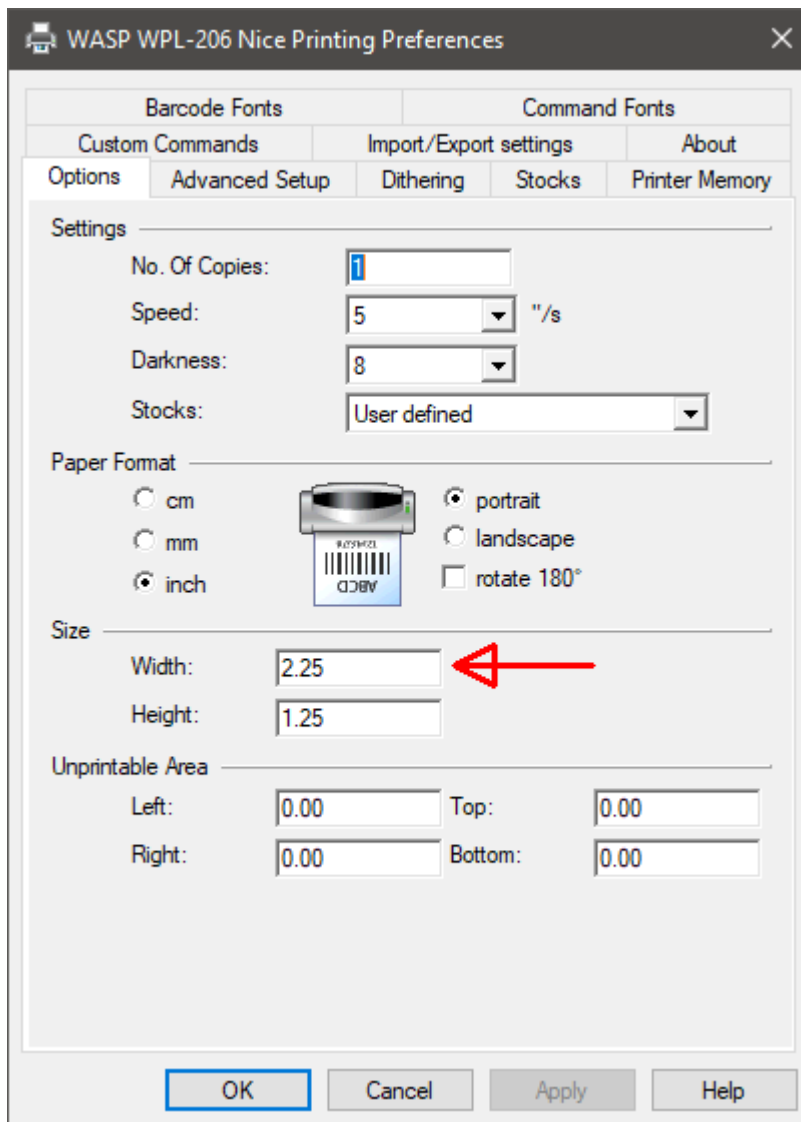 WASP WPL-206 Nice Printing Preferences
Barcode Fonts Command Fonts
Custom Commands Import/Export settings About
Options Advanced Setup Dithering Stocks Printer Memory
Settings
No. Of Copies: 1
Speed: 5 "/s
Darkness: 8
Stocks: User defined
Paper Format
cm portrait
mm landscape
inch rotate 180°
ABCD
Size
Width: 2.25
Height: 1.25
Unprintable Area
Left: 0.00 Top: 0.00
Right: 0.00 Bottom: 0.00
OK Cancel Apply Help